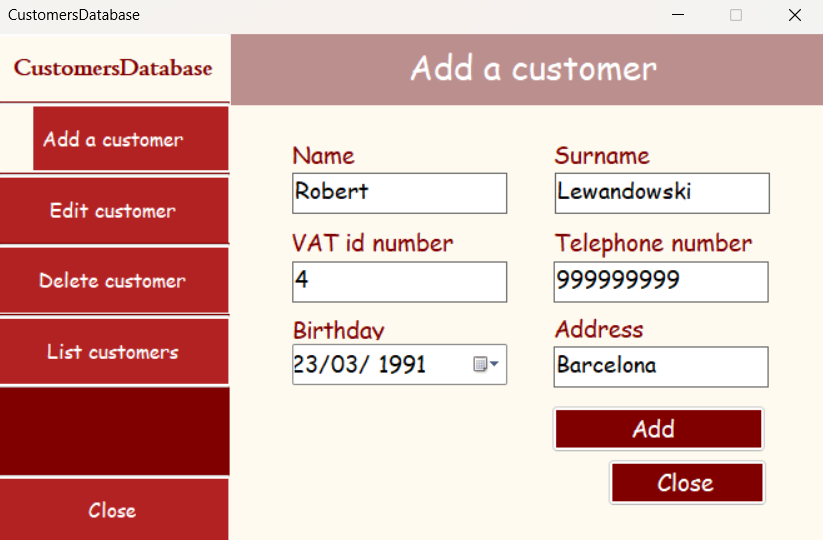 CustomersDatabase
CustomersDatabase
Add a customer
Edit customer
Delete customer
List customers
Close
Add a customer
Name
Robert
Surname
Lewandowski
VAT id number
4
Telephone number
999999999
Birthday
23/03/ 1991
Address
Barcelona
Add
Close